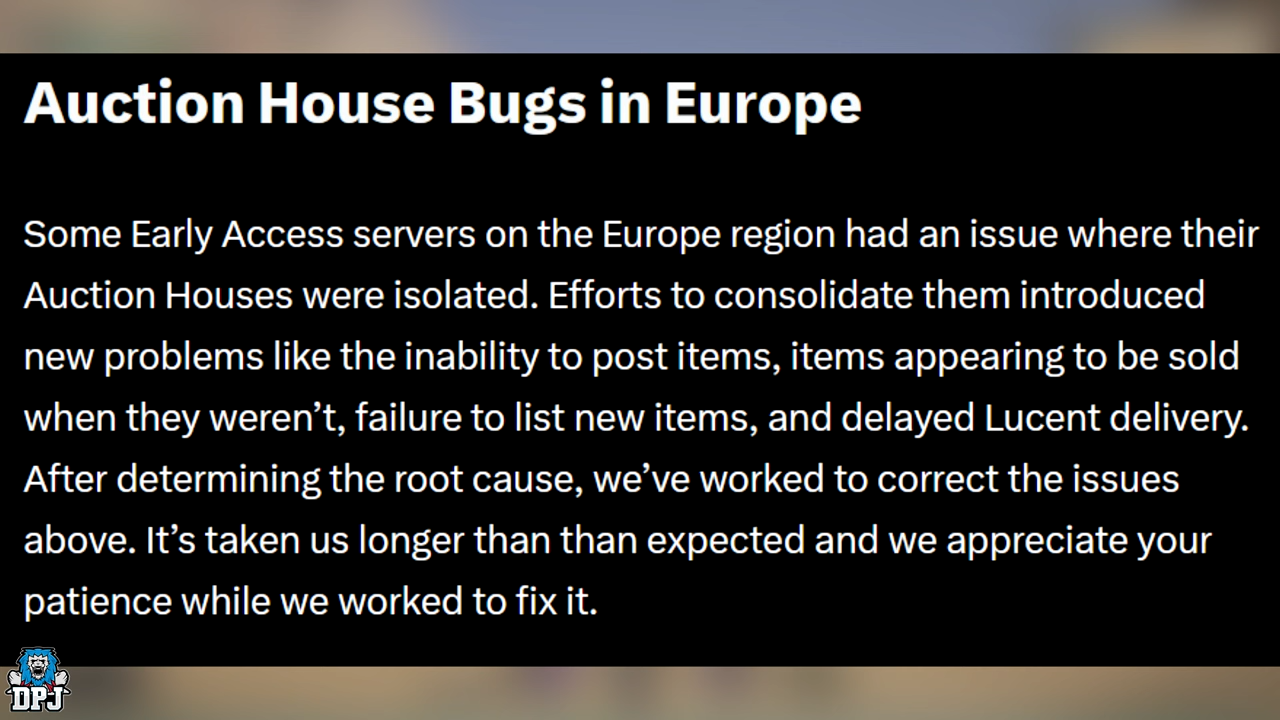 Auction House Bugs in Europe
Some Early Access servers on the Europe region had an issue where their
Auction Houses were isolated. Efforts to consolidate them introduced
new problems like the inability to post items, items appearing to be sold
when they weren’t, failure to list new items, and delayed Lucent delivery.
After determining the root cause, we’ve worked to correct the issues
above. It’s taken us longer than than expected and we appreciate your
patience while we worked to fix it.
DPJ